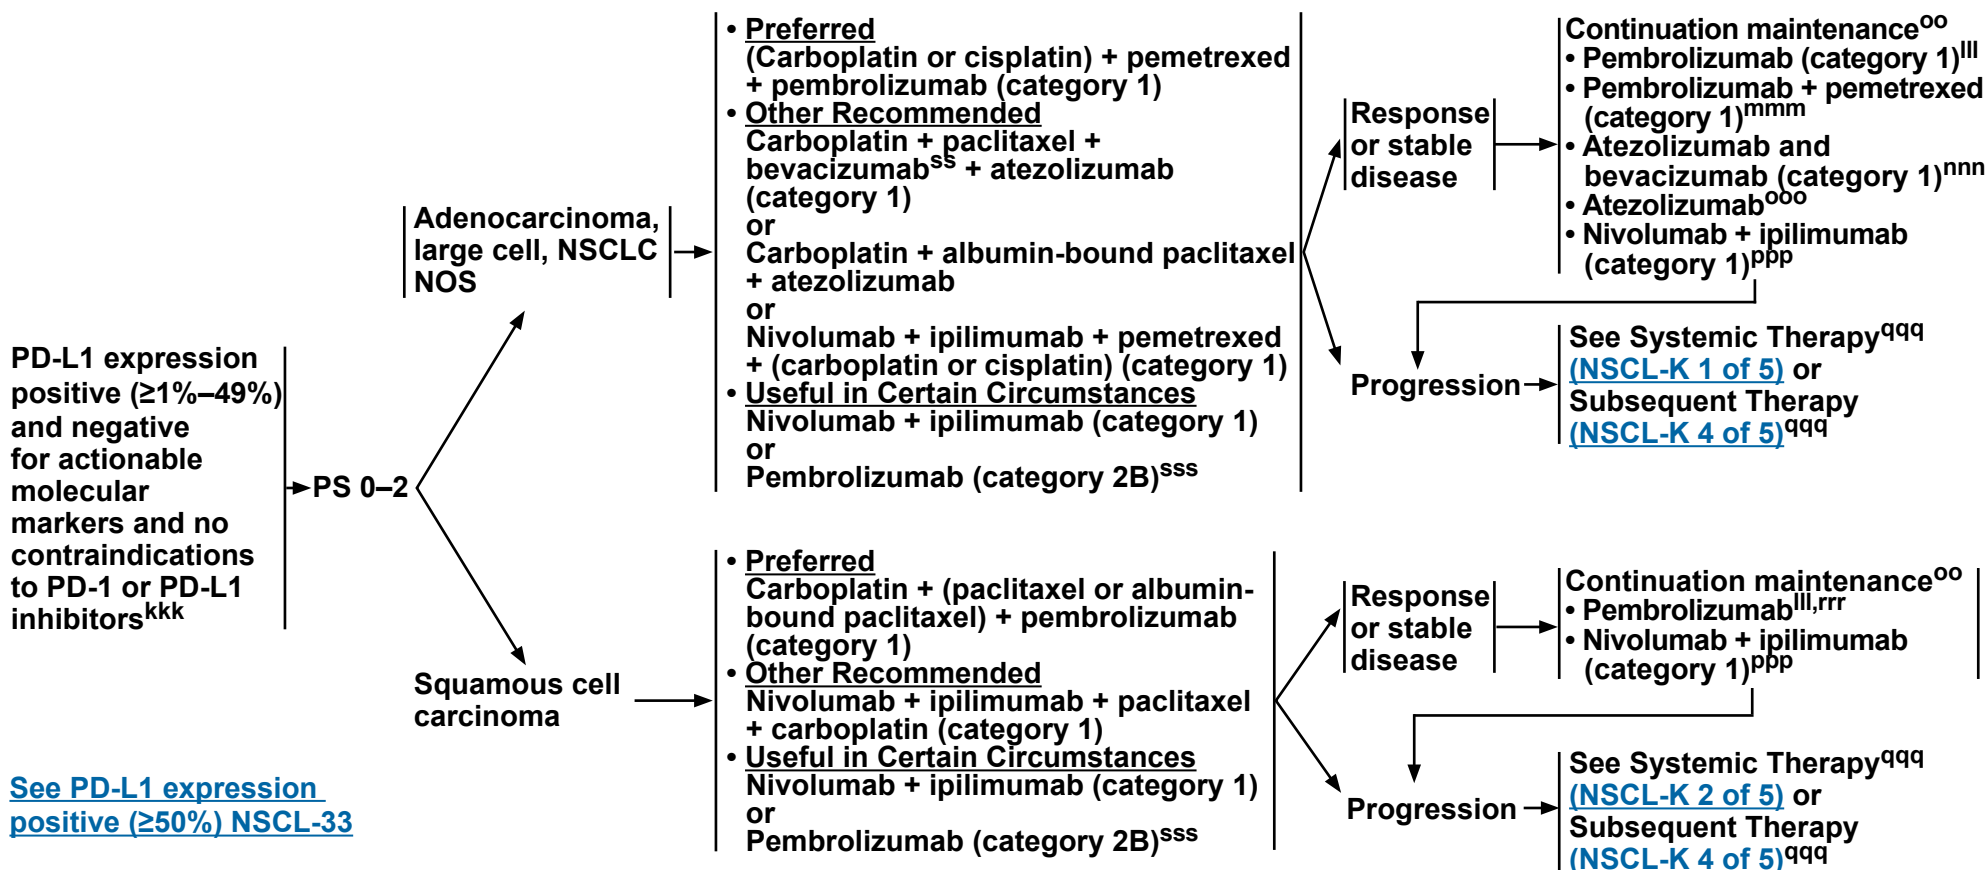 PD-L1 expression
positive (≥1%–49%)
and negative
for actionable
molecular
markers and no
contraindications
to PD-1 or PD-L1
inhibitorskkk
PS 0–2
Adenocarcinoma,
large cell, NSCLC
NOS
• Preferred
(Carboplatin or cisplatin) + pemetrexed
+ pembrolizumab (category 1)
• Other Recommended
Carboplatin + paclitaxel +
bevacizumabss + atezolizumab
(category 1)
or
Carboplatin + albumin-bound paclitaxel
+ atezolizumab
or
Nivolumab + ipilimumab + pemetrexed
+ (carboplatin or cisplatin) (category 1)
• Useful in Certain Circumstances
Nivolumab + ipilimumab (category 1)
or
Pembrolizumab (category 2B)sss
Response
or stable
disease
Continuation maintenanceoo
• Pembrolizumab (category 1)lll
• Pembrolizumab + pemetrexed
(category 1)mmm
• Atezolizumab and
bevacizumab (category 1)nnn
• Atezolizumabooo
• Nivolumab + ipilimumab
(category 1)ppp
Progression
See Systemic Therapyqqq
(NSCL-K 1 of 5) or
Subsequent Therapy
(NSCL-K 4 of 5)qqq
Squamous cell
carcinoma
• Preferred
Carboplatin + (paclitaxel or albumin-
bound paclitaxel) + pembrolizumab
(category 1)
• Other Recommended
Nivolumab + ipilimumab + paclitaxel
+ carboplatin (category 1)
• Useful in Certain Circumstances
Nivolumab + ipilimumab (category 1)
or
Pembrolizumab (category 2B)sss
Response
or stable
disease
Continuation maintenanceoo
• Pembrolizumablll,rrr
• Nivolumab + ipilimumab
(category 1)ppp
Progression
See Systemic Therapyqqq
(NSCL-K 2 of 5) or
Subsequent Therapy
(NSCL-K 4 of 5)qqq
See PD-L1 expression
positive (≥50%) NSCL-33